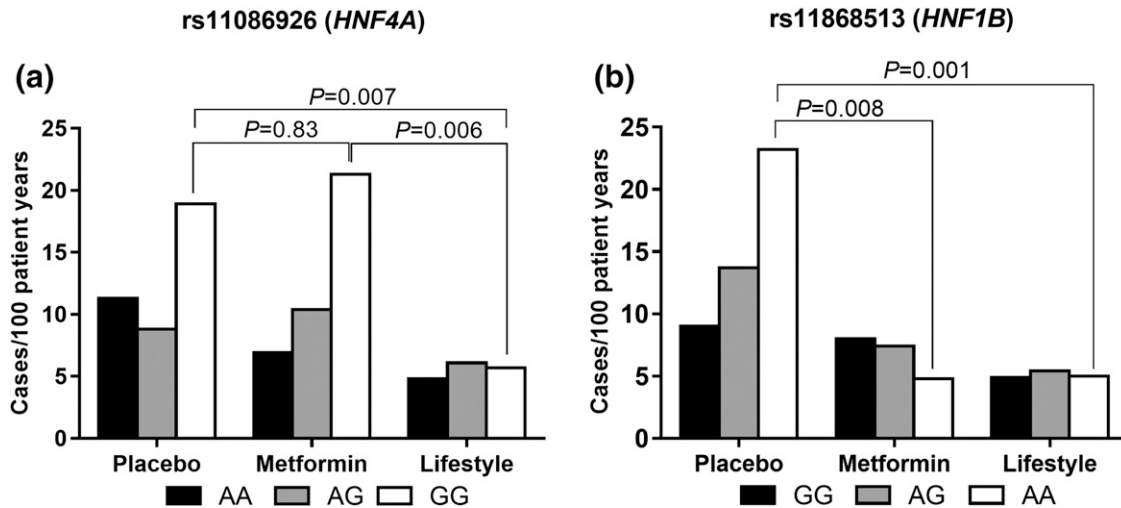 rs11086926 (HNF4A)
(a)
P=0.007
P=0.83
P=0.006
Cases/100 patient years
25
20
15
10
5
0
Placebo
Metformin
Lifestyle
AA
AG
GG
rs11868513 (HNF1B)
(b)
P=0.001
P=0.008
Cases/100 patient years
25
20
15
10
5
0
Placebo
Metformin
Lifestyle
GG
AG
AA